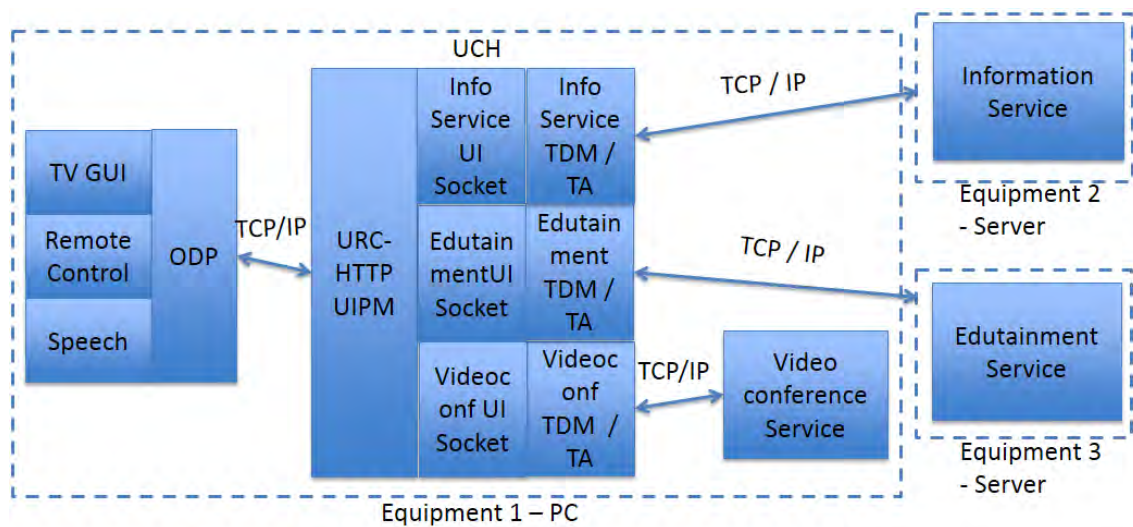 UCH
TV GUI
Remote
Control
Speech
ODP
TCP/IP
URC-
HTTP
UIPM
Info
Service
UI
Socket
Info
Service
TDM /
TA
Edutain
mentUI
Socket
Edutain
ment
TDM /
TA
Videoc
onf UI
Socket
Videoc
onf
TDM /
TA
TCP / IP
TCP / IP
TCP/IP
Video
conference
Service
Equipment 1 – PC
Information
Service
Equipment 2
- Server
Edutainment
Service
Equipment 3
- Server